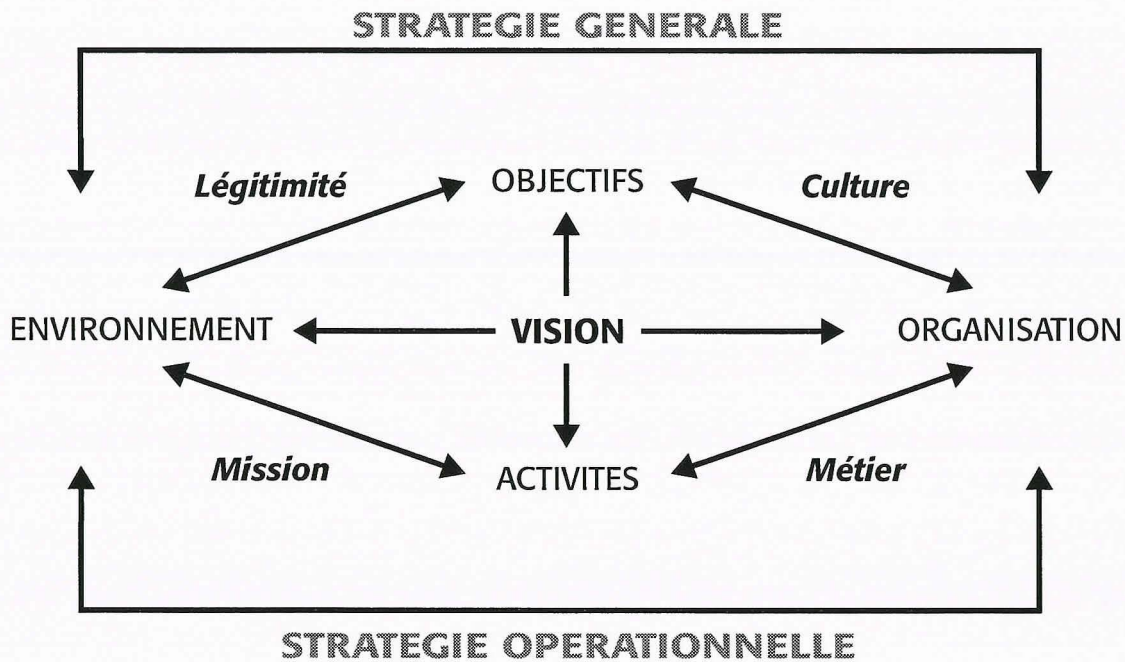 STRATEGIE GENERALE
Légitimité
OBJECTIFS
Culture
ENVIRONNEMENT
VISION
ORGANISATION
Mission
ACTIVITES
Métier
STRATEGIE OPERATIONNELLE